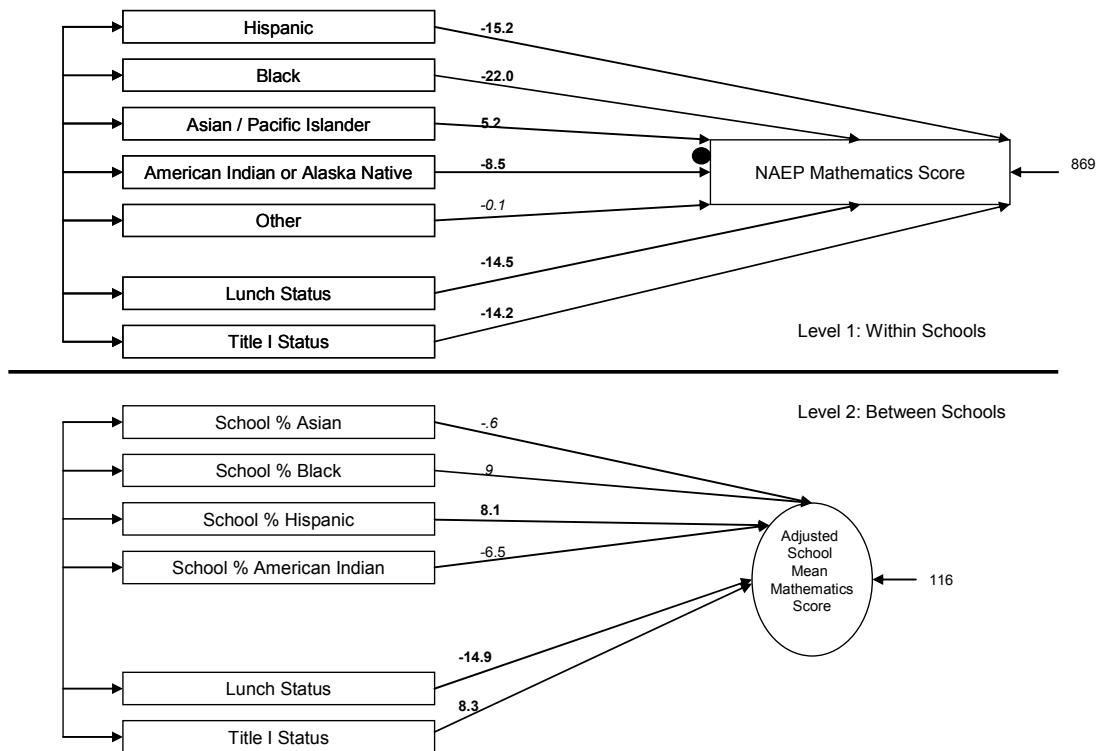 Hispanic
-15.2
Black
-22.0
Asian / Pacific Islander
5.2
American Indian or Alaska Native
-8.5
NAEP Mathematics Score
869
Other
-0.1
Lunch Status
-14.5
Title I Status
-14.2
Level 1: Within Schools
Level 2: Between Schools
School % Asian
-.6
School % Black
.9
School % Hispanic
8.1
School % American Indian
-6.5
Adjusted
School
Mean
Mathematics
Score
116
Lunch Status
-14.9
Title I Status
8.3